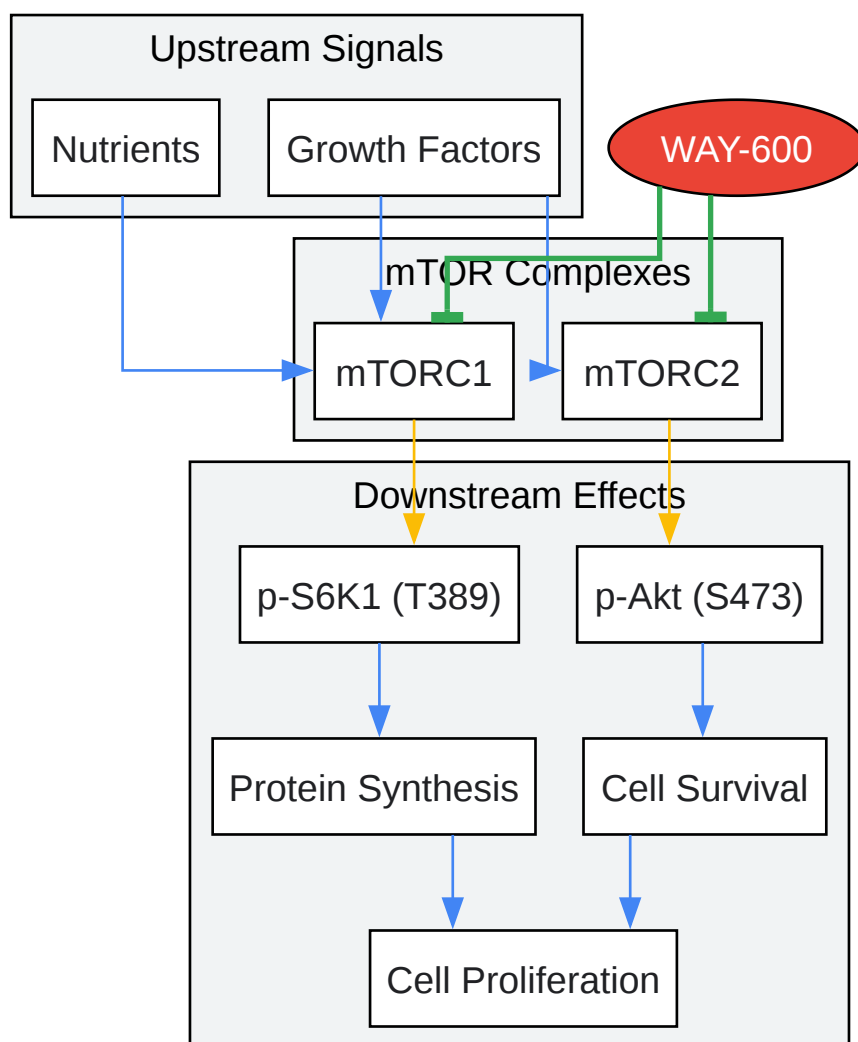 Upstream Signals
Nutrients
Growth Factors
WAY-600
mTOR Complexes
mTORC1
mTORC2
Downstream Effects
p-S6K1 (T389)
p-Akt (S473)
Protein Synthesis
Cell Survival
Cell Proliferation